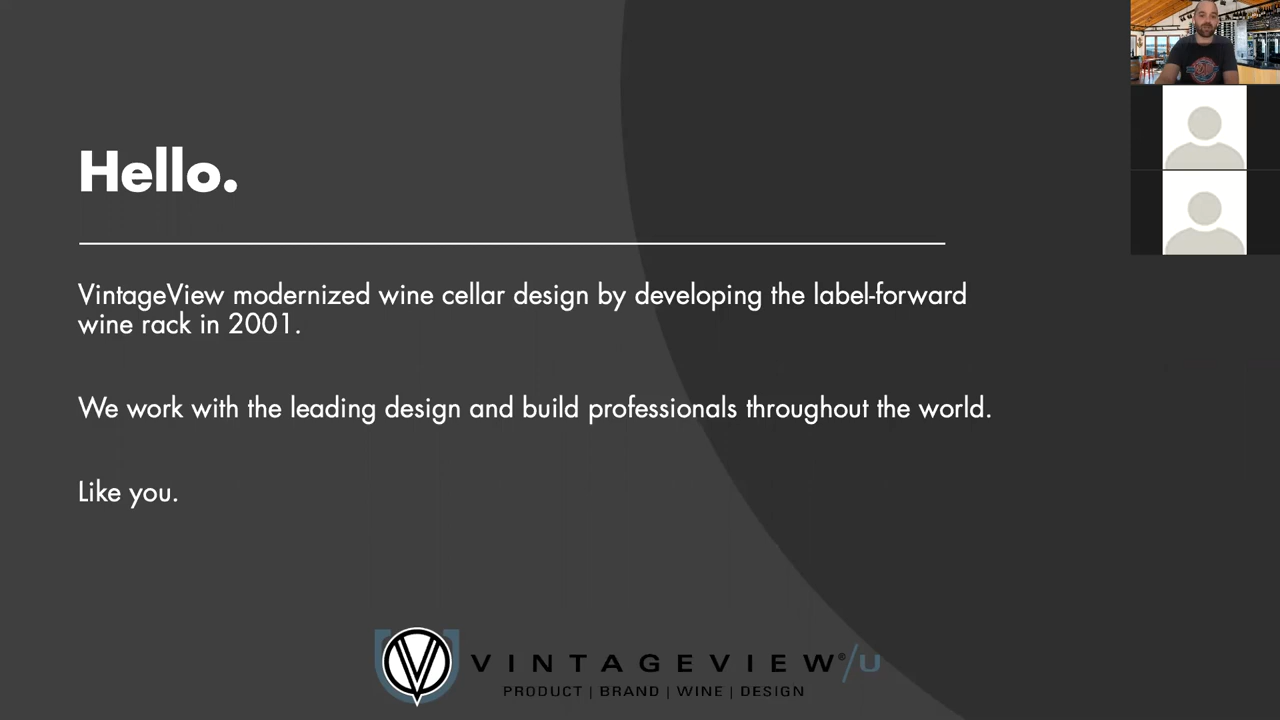 Hello.
VintageView modernized wine cellar design by developing the label-forward
wine rack in 2001.
We work with the leading design and build professionals throughout the world.
Like you.
VINTAGEVIEW®/U
PRODUCT | BRAND | WINE | DESIGN